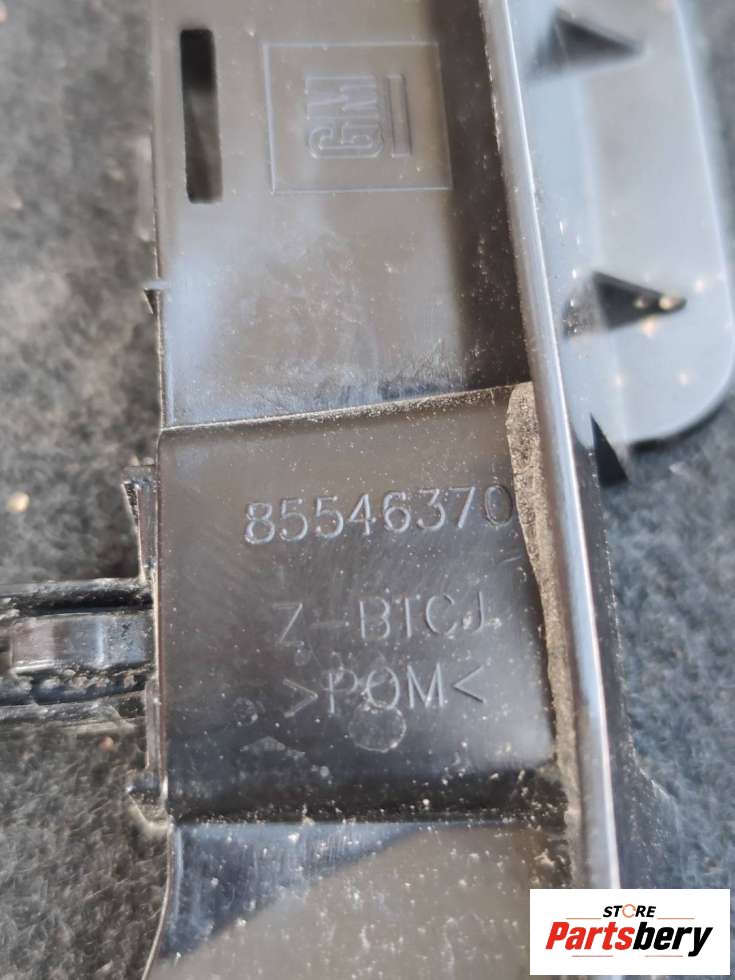 GM
85546370
Z-BTCJ
>POM<
STORE
Partsbery